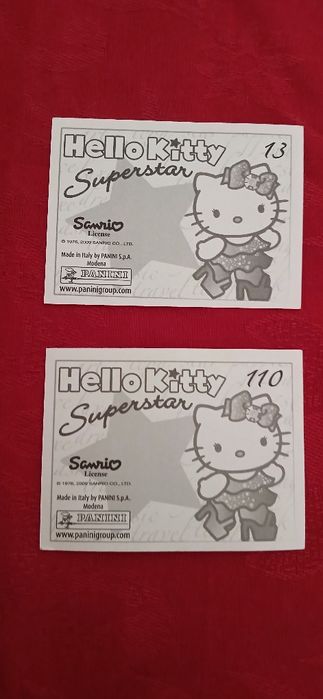 Hello Kitty 13
Superstar
Sanrio
License
© 1976, 2009 SANRIO CO., LTD.
Made in Italy by PANINI S.p.A.
Modena
PANINI
www.paninigroup.com
Hello Kitty 110
Superstar
Sanrio
License
© 1976, 2009 SANRIO CO., LTD.
Made in Italy by PANINI S.p.A.
Modena
PANINI
www.paninigroup.com